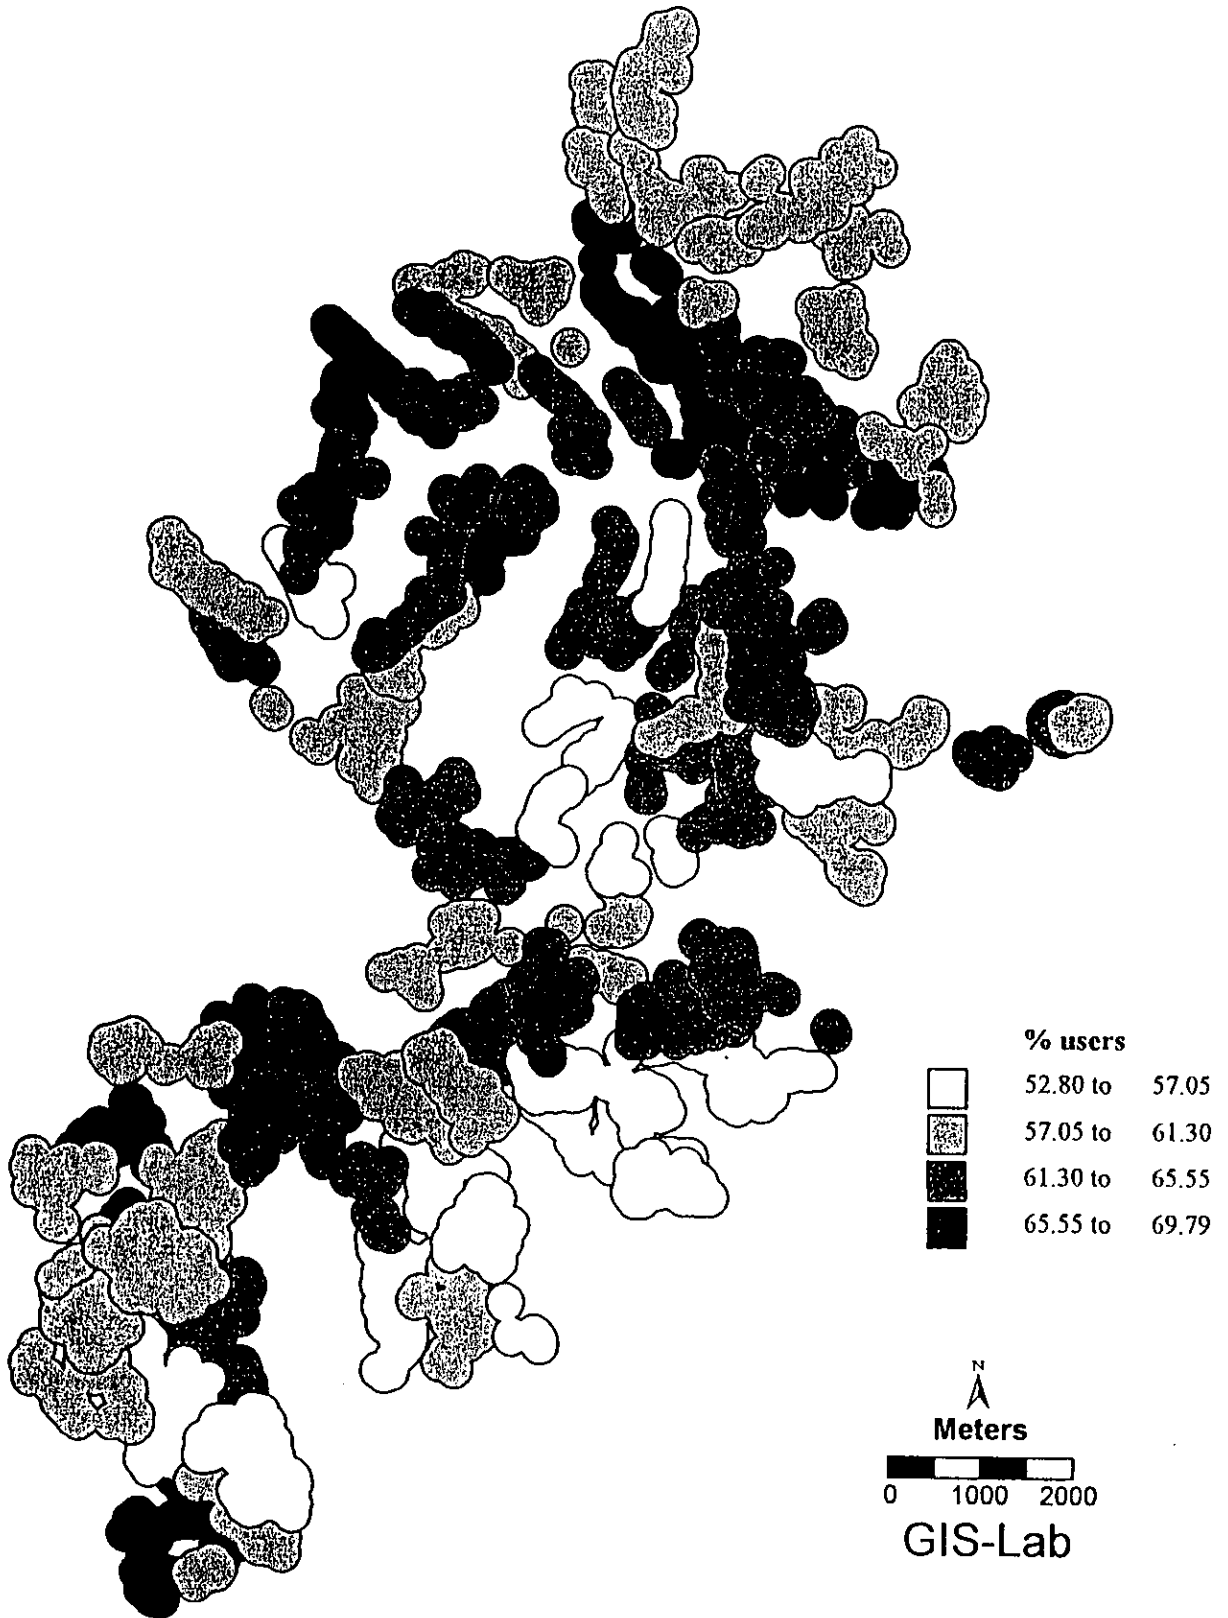 % users
52.80 to 57.05
57.05 to 61.30
61.30 to 65.55
65.55 to 69.79
N
Meters
0 1000 2000
GIS-Lab